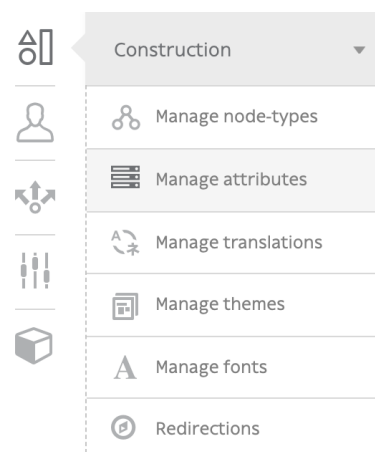 Construction
Manage node-types
Manage attributes
Manage translations
Manage themes
Manage fonts
Redirections